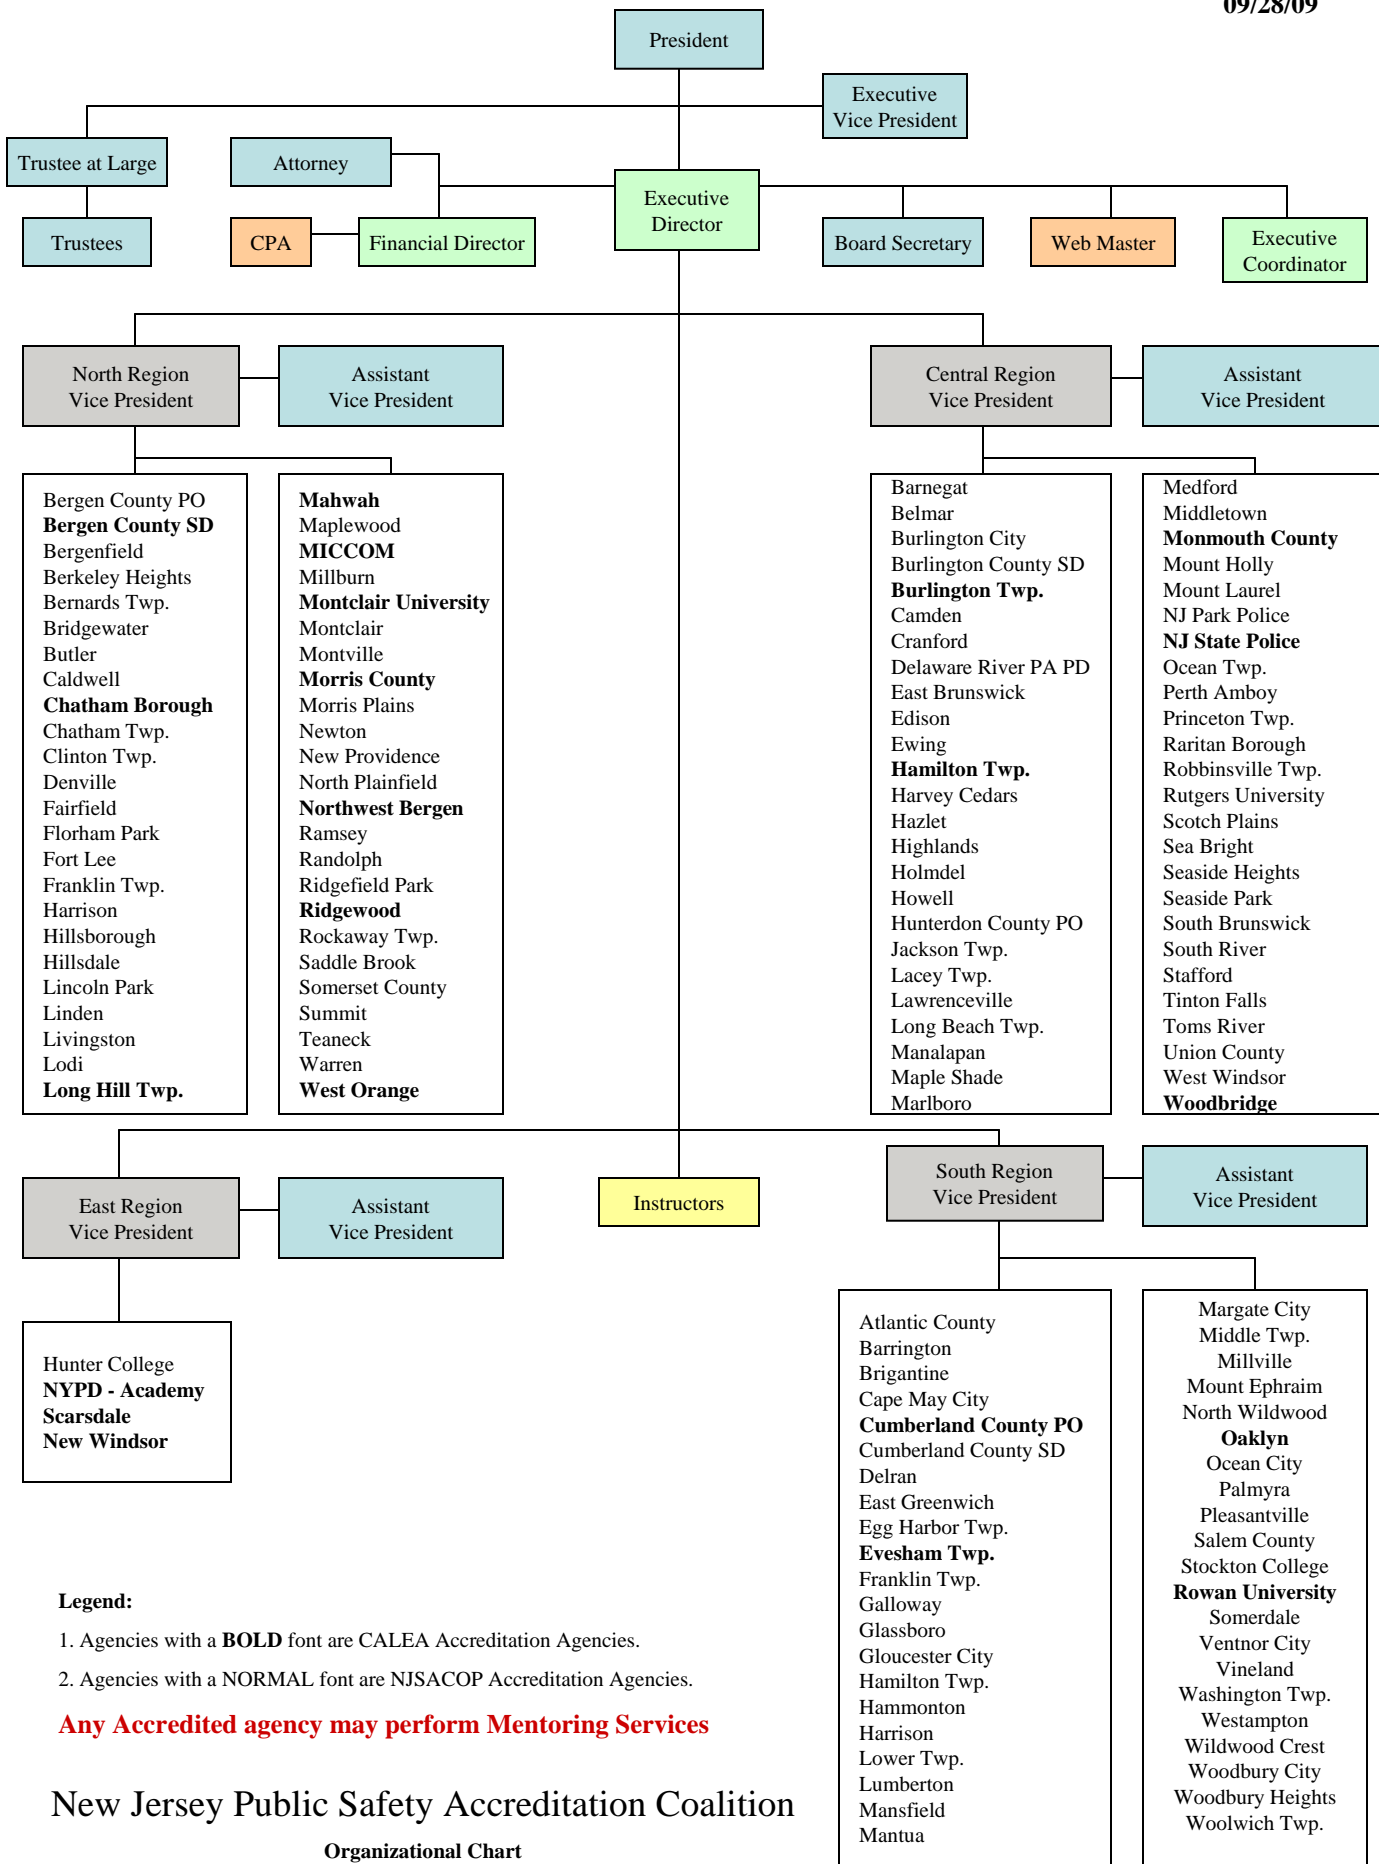 09/28/09
President
Executive
Vice President
Trustee at Large
Attorney
Executive
Director
Trustees
CPA
Financial Director
Board Secretary
Web Master
Executive
Coordinator
North Region
Vice President
Assistant
Vice President
Central Region
Vice President
Assistant
Vice President
Bergen County PO
Bergen County SD
Bergenfield
Berkeley Heights
Bernards Twp.
Bridgewater
Butler
Caldwell
Chatham Borough
Chatham Twp.
Clinton Twp.
Denville
Fairfield
Florham Park
Fort Lee
Franklin Twp.
Harrison
Hillsborough
Hillsdale
Lincoln Park
Linden
Livingston
Lodi
Long Hill Twp.
Mahwah
Maplewood
MICCOM
Millburn
Montclair University
Montclair
Montville
Morris County
Morris Plains
Newton
New Providence
North Plainfield
Northwest Bergen
Ramsey
Randolph
Ridgefield Park
Ridgewood
Rockaway Twp.
Saddle Brook
Somerset County
Summit
Teaneck
Warren
West Orange
Barnegat
Belmar
Burlington City
Burlington County SD
Burlington Twp.
Camden
Cranford
Delaware River PA PD
East Brunswick
Edison
Ewing
Hamilton Twp.
Harvey Cedars
Hazlet
Highlands
Holmdel
Howell
Hunterdon County PO
Jackson Twp.
Lacey Twp.
Lawrenceville
Long Beach Twp.
Manalapan
Maple Shade
Marlboro
Medford
Middletown
Monmouth County
Mount Holly
Mount Laurel
NJ Park Police
NJ State Police
Ocean Twp.
Perth Amboy
Princeton Twp.
Raritan Borough
Robbinsville Twp.
Rutgers University
Scotch Plains
Sea Bright
Seaside Heights
Seaside Park
South Brunswick
South River
Stafford
Tinton Falls
Toms River
Union County
West Windsor
Woodbridge
East Region
Vice President
Assistant
Vice President
Instructors
South Region
Vice President
Assistant
Vice President
Hunter College
NYPD - Academy
Scarsdale
New Windsor
Atlantic County
Barrington
Brigantine
Cape May City
Cumberland County PO
Cumberland County SD
Delran
East Greenwich
Egg Harbor Twp.
Evesham Twp.
Franklin Twp.
Galloway
Glassboro
Gloucester City
Hamilton Twp.
Hammonton
Harrison
Lower Twp.
Lumberton
Mansfield
Mantua
Margate City
Middle Twp.
Millville
Mount Ephraim
North Wildwood
Oaklyn
Ocean City
Palmyra
Pleasantville
Salem County
Stockton College
Rowan University
Somerdale
Ventnor City
Vineland
Washington Twp.
Westampton
Wildwood Crest
Woodbury City
Woodbury Heights
Woolwich Twp.
Legend:
1. Agencies with a BOLD font are CALEA Accreditation Agencies.
2. Agencies with a NORMAL font are NJSACOP Accreditation Agencies.
Any Accredited agency may perform Mentoring Services
New Jersey Public Safety Accreditation Coalition
Organizational Chart